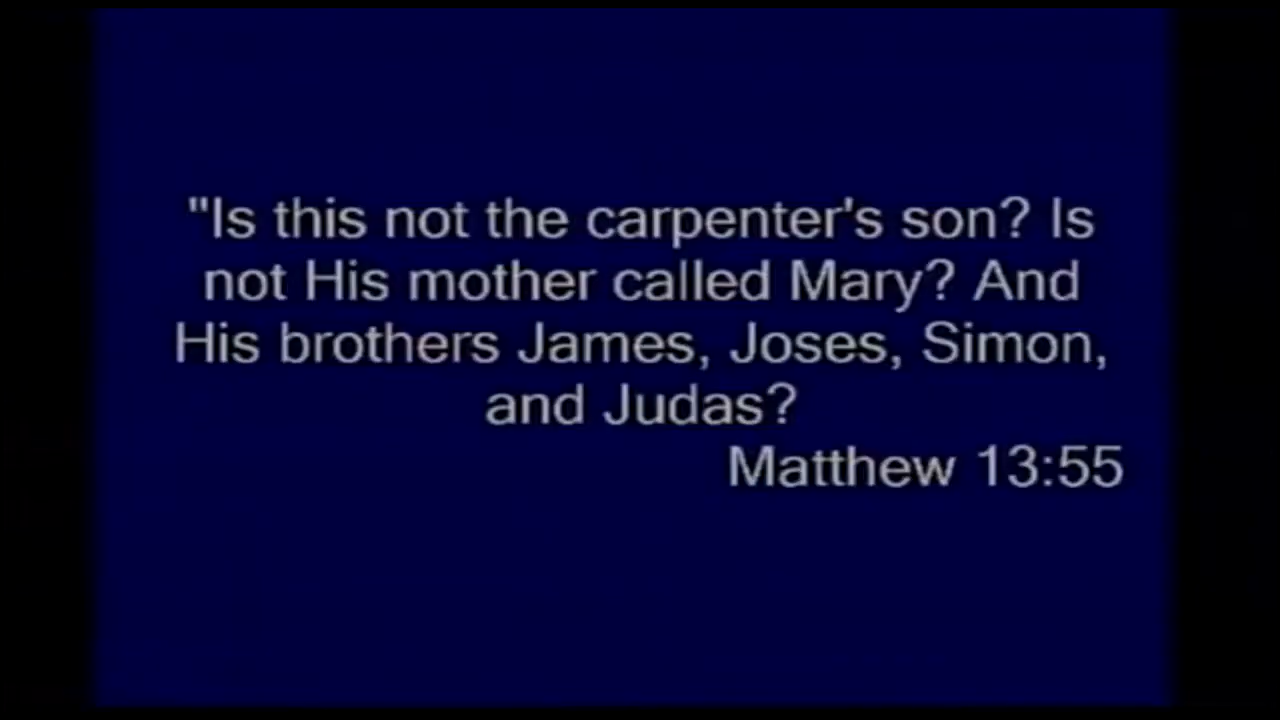 "Is this not the carpenter's son? Is
not His mother called Mary? And
His brothers James, Joses, Simon,
and Judas?
Matthew 13:55